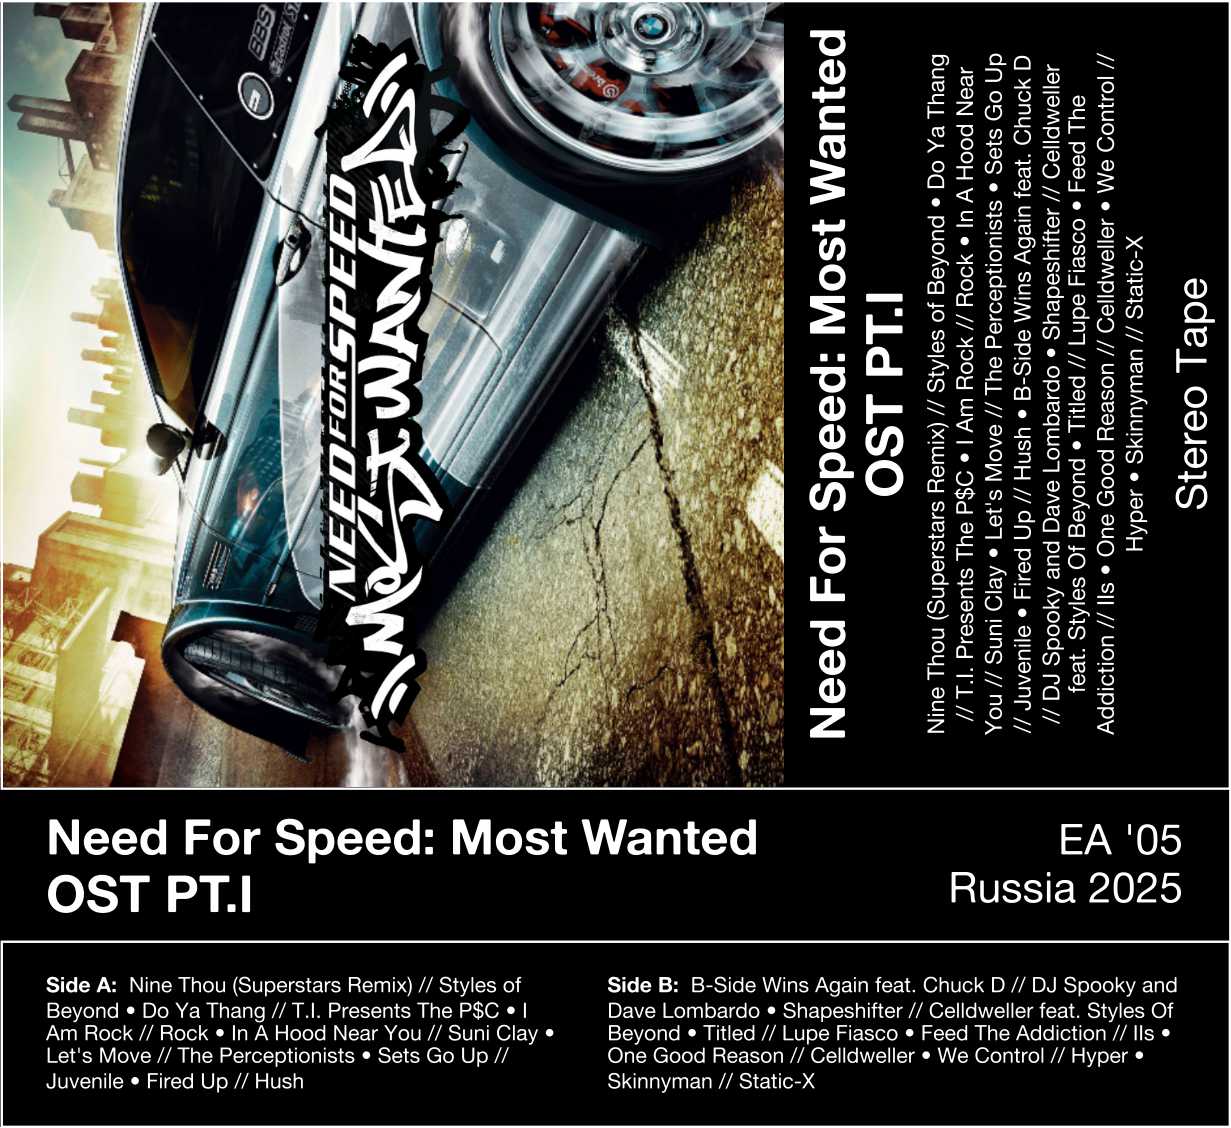 BBS
NEED FOR SPEED
MOST WANTED
Need For Speed: Most Wanted
OST PT.I
Nine Thou (Superstars Remix) // Styles of Beyond • Do Ya Thang
// T.I. Presents The P$C • I Am Rock // Rock • In A Hood Near
You // Suni Clay • Let's Move // The Perceptionists • Sets Go Up
// Juvenile • Fired Up // Hush • B-Side Wins Again feat. Chuck D
// DJ Spooky and Dave Lombardo • Shapeshifter // Celldweller
feat. Styles Of Beyond • Titled // Lupe Fiasco • Feed The
Addiction // IIs • One Good Reason // Celldweller • We Control //
Hyper • Skinnyman // Static-X
Stereo Tape
Need For Speed: Most Wanted
OST PT.I
EA '05
Russia 2025
Side A: Nine Thou (Superstars Remix) // Styles of
Beyond • Do Ya Thang // T.I. Presents The P$C • I
Am Rock // Rock • In A Hood Near You // Suni Clay •
Let's Move // The Perceptionists • Sets Go Up //
Juvenile • Fired Up // Hush
Side B: B-Side Wins Again feat. Chuck D // DJ Spooky and
Dave Lombardo • Shapeshifter // Celldweller feat. Styles Of
Beyond • Titled // Lupe Fiasco • Feed The Addiction // IIs •
One Good Reason // Celldweller • We Control // Hyper •
Skinnyman // Static-X